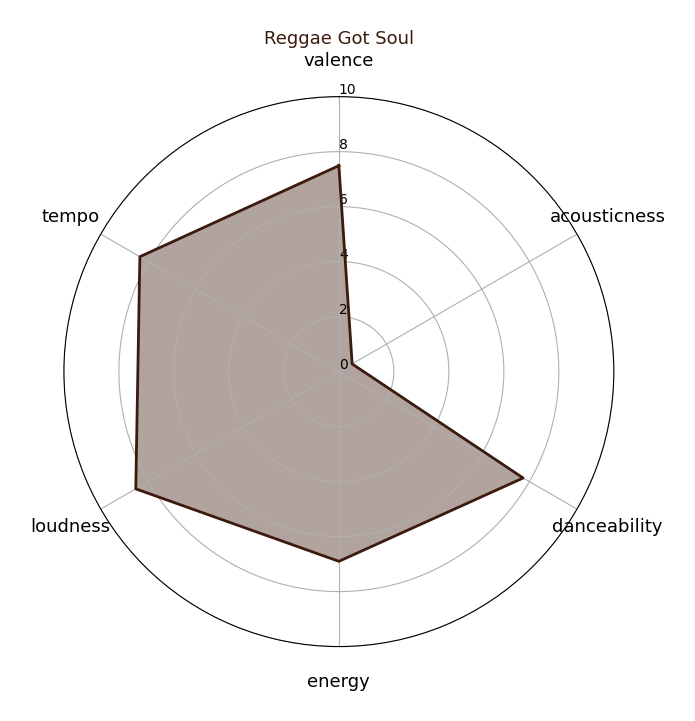 Reggae Got Soul
valence
10
8
6
4
2
0
tempo
acousticness
loudness
danceability
energy